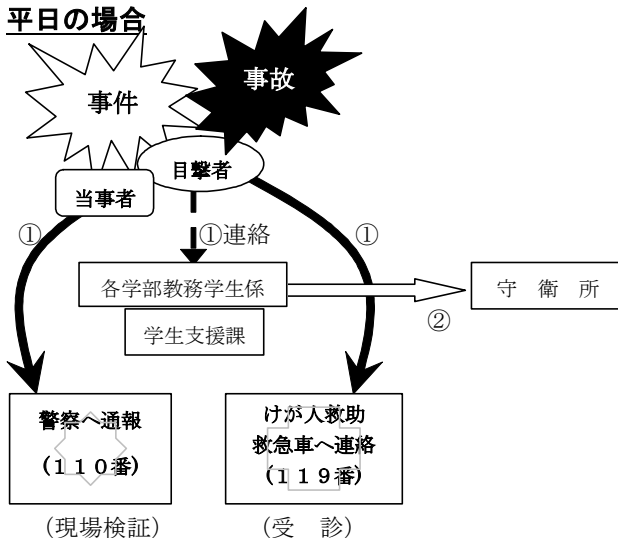 平日の場合
事件
事故
目撃者
当事者
①
①連絡
①
各学部教務学生係
守 衛 所
②
学生支援課
警察へ通報
(110番)
けが人救助
救急車へ連絡
(119番)
(現場検証)
(受 診)